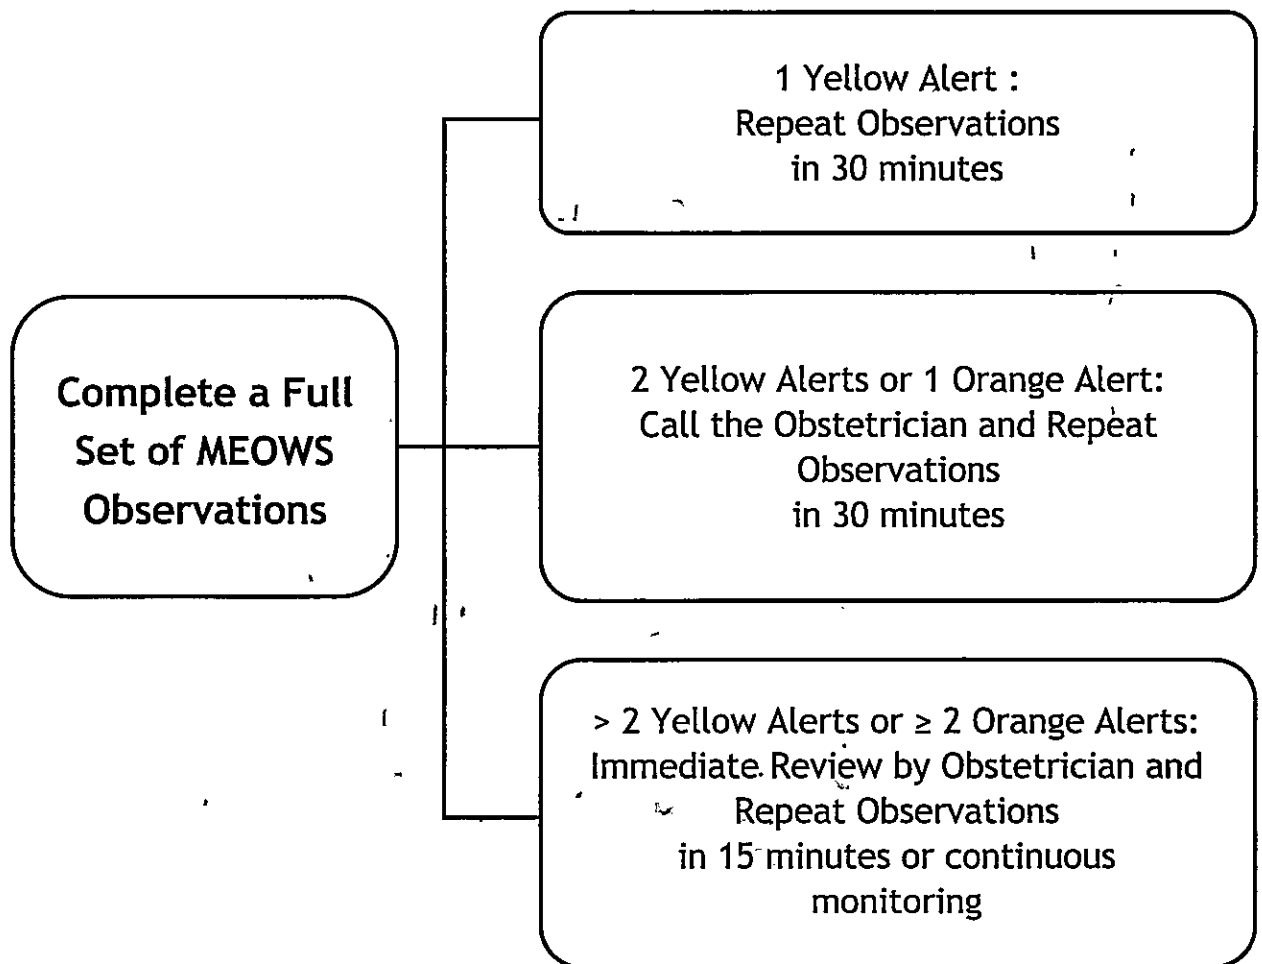 Complete a Full
Set of MEOWS
Observations
1 Yellow Alert :
Repeat Observations
in 30 minutes
2 Yellow Alerts or 1 Orange Alert:
Call the Obstetrician and Repeat
Observations
in 30 minutes
> 2 Yellow Alerts or ≥ 2 Orange Alerts:
Immediate Review by Obstetrician and
Repeat Observations
in 15 minutes or continuous
monitoring